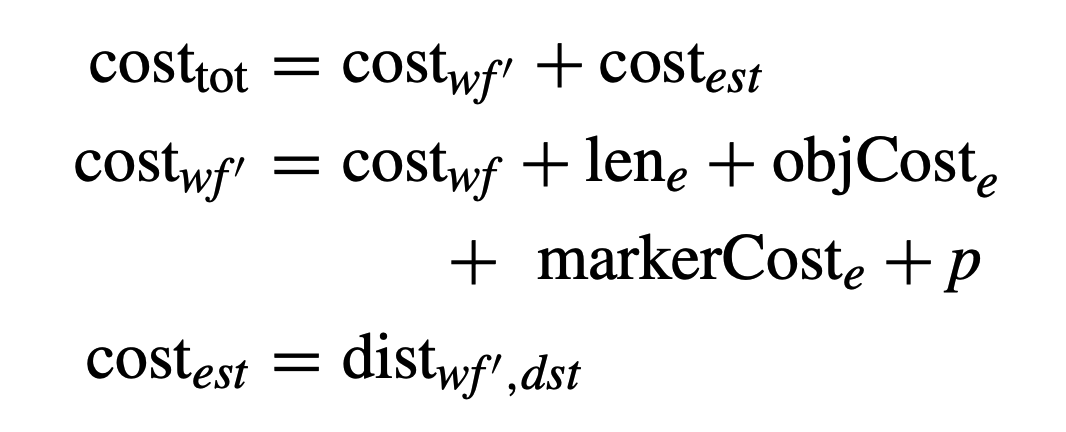 cost_tot = cost_wf′ + cost_est
cost_wf′ = cost_wf + len_e + objCost_e
+ markerCost_e + p
cost_est = dist_wf′,dst